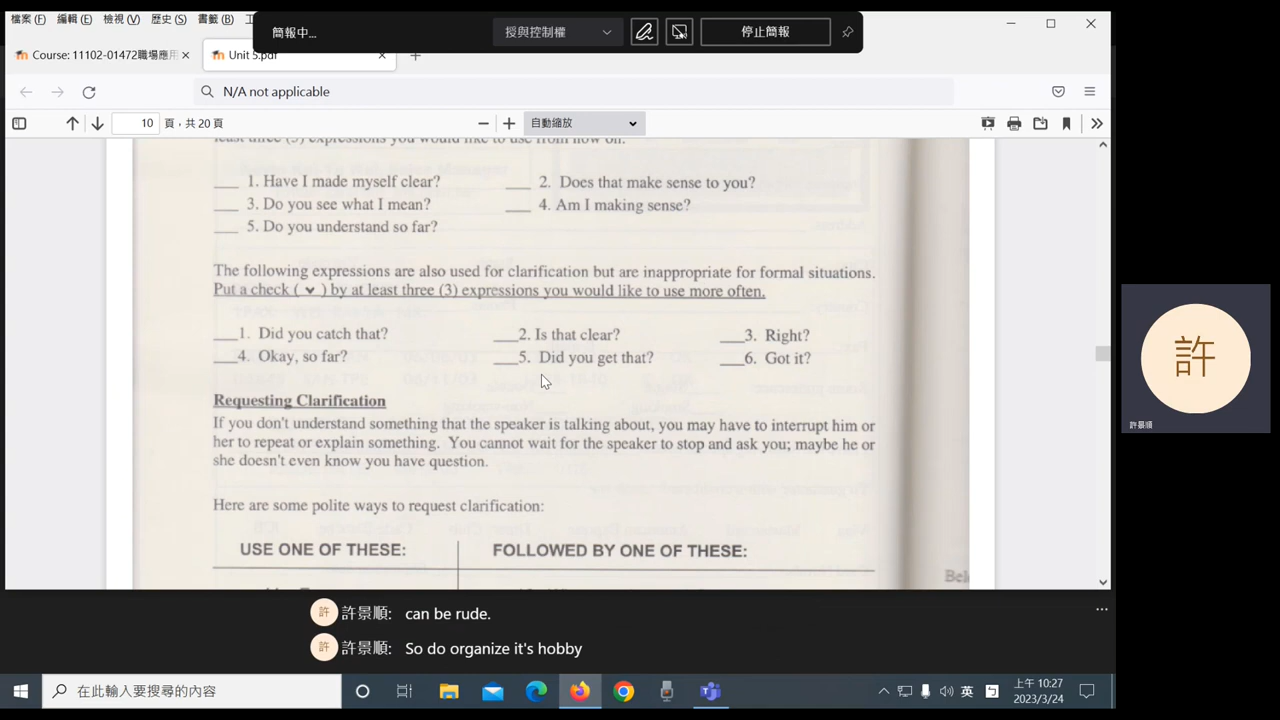 檔案 (F) 編輯 (E) 檢視 (V) 歷史 (S) 書籤 (B)
簡報中...
授與控制權
停止簡報
Course: 11102-01472職場應用
Unit 5.pdf
N/A not applicable
10 頁，共 20 頁
自動縮放
least three (3) expressions you would like to use from now on.
___ 1. Have I made myself clear? ___ 2. Does that make sense to you?
___ 3. Do you see what I mean? ___ 4. Am I making sense?
___ 5. Do you understand so far?
The following expressions are also used for clarification but are inappropriate for formal situations.
Put a check ( ✔ ) by at least three (3) expressions you would like to use more often.
___1. Did you catch that? ___2. Is that clear? ___3. Right?
___4. Okay, so far? ___5. Did you get that? ___6. Got it?
Requesting Clarification
If you don't understand something that the speaker is talking about, you may have to interrupt him or
her to repeat or explain something. You cannot wait for the speaker to stop and ask you; maybe he or
she doesn't even know you have question.
Here are some polite ways to request clarification:
USE ONE OF THESE: FOLLOWED BY ONE OF THESE:
許
許景順
許 許景順: can be rude.
許 許景順: So do organize it's hobby
在此輸入要搜尋的內容
英
上午 10:27
2023/3/24